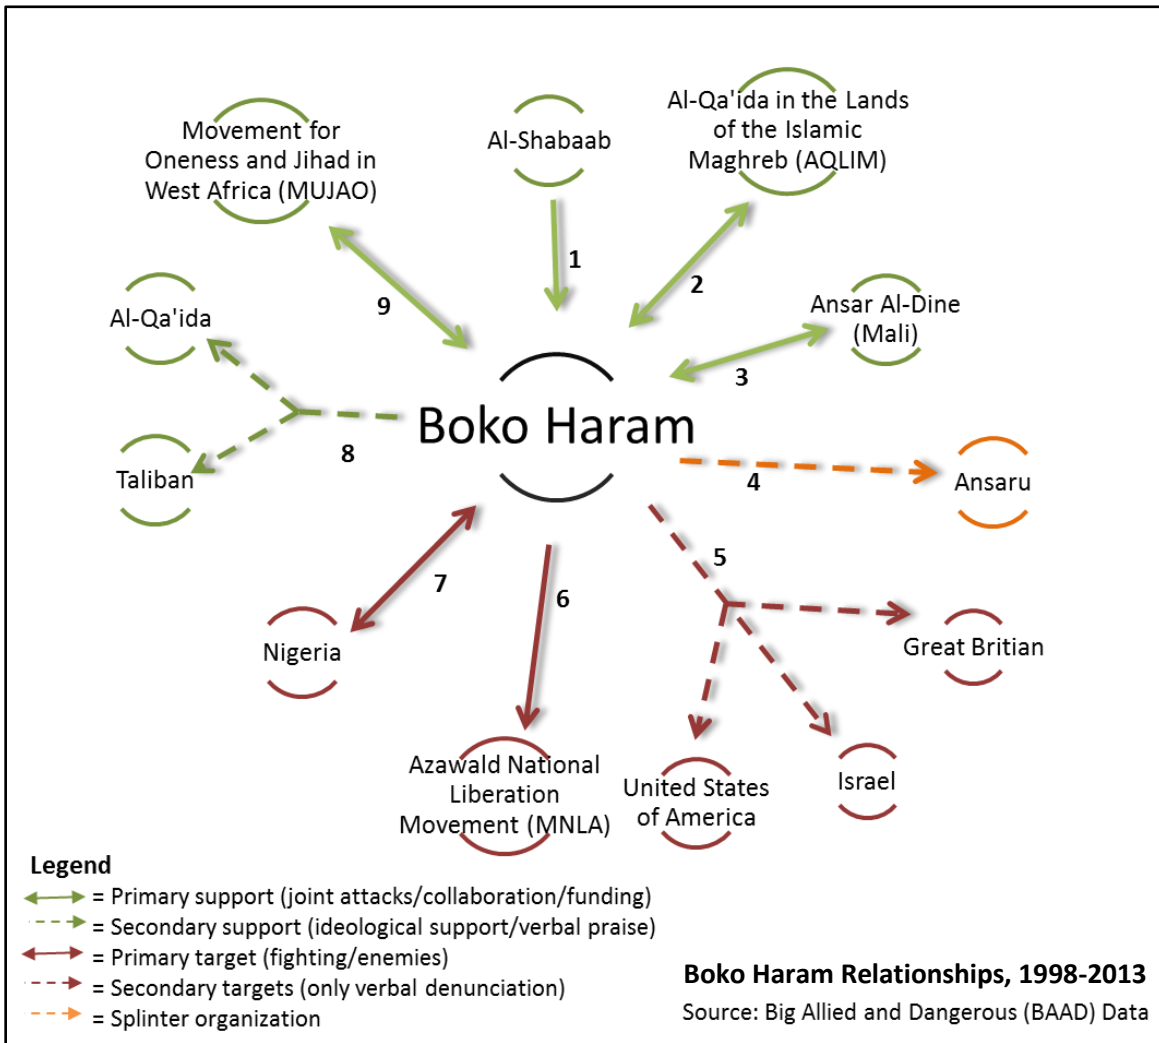 Movement for
Oneness and Jihad in
West Africa (MUJAO)
Al-Shabaab
Al-Qa'ida in the Lands
of the Islamic
Maghreb (AQLIM)
1
2
9
Al-Qa'ida
Ansar Al-Dine
(Mali)
3
Boko Haram
8
Taliban
4
Ansaru
5
7
6
Nigeria
Great Britian
Azawald National
Liberation
Movement (MNLA)
United States
of America
Israel
Legend
= Primary support (joint attacks/collaboration/funding)
= Secondary support (ideological support/verbal praise)
= Primary target (fighting/enemies)
= Secondary targets (only verbal denunciation)
= Splinter organization
Boko Haram Relationships, 1998-2013
Source: Big Allied and Dangerous (BAAD) Data